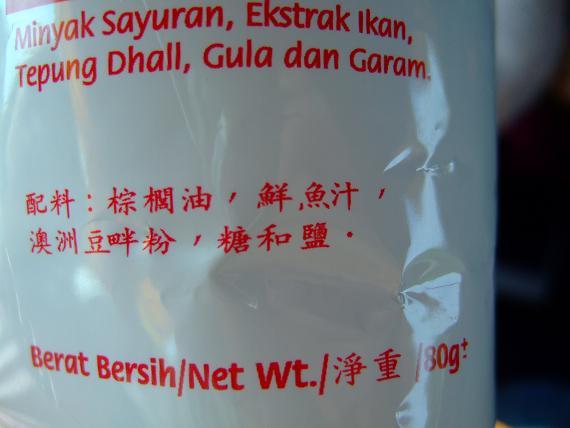 Minyak Sayuran, Ekstrak Ikan,
Tepung Dhall, Gula dan Garam.
配料：棕櫚油，鮮魚汁，
澳洲豆畔粉，糖和鹽．
Berat Bersih/Net Wt./淨重/80g±